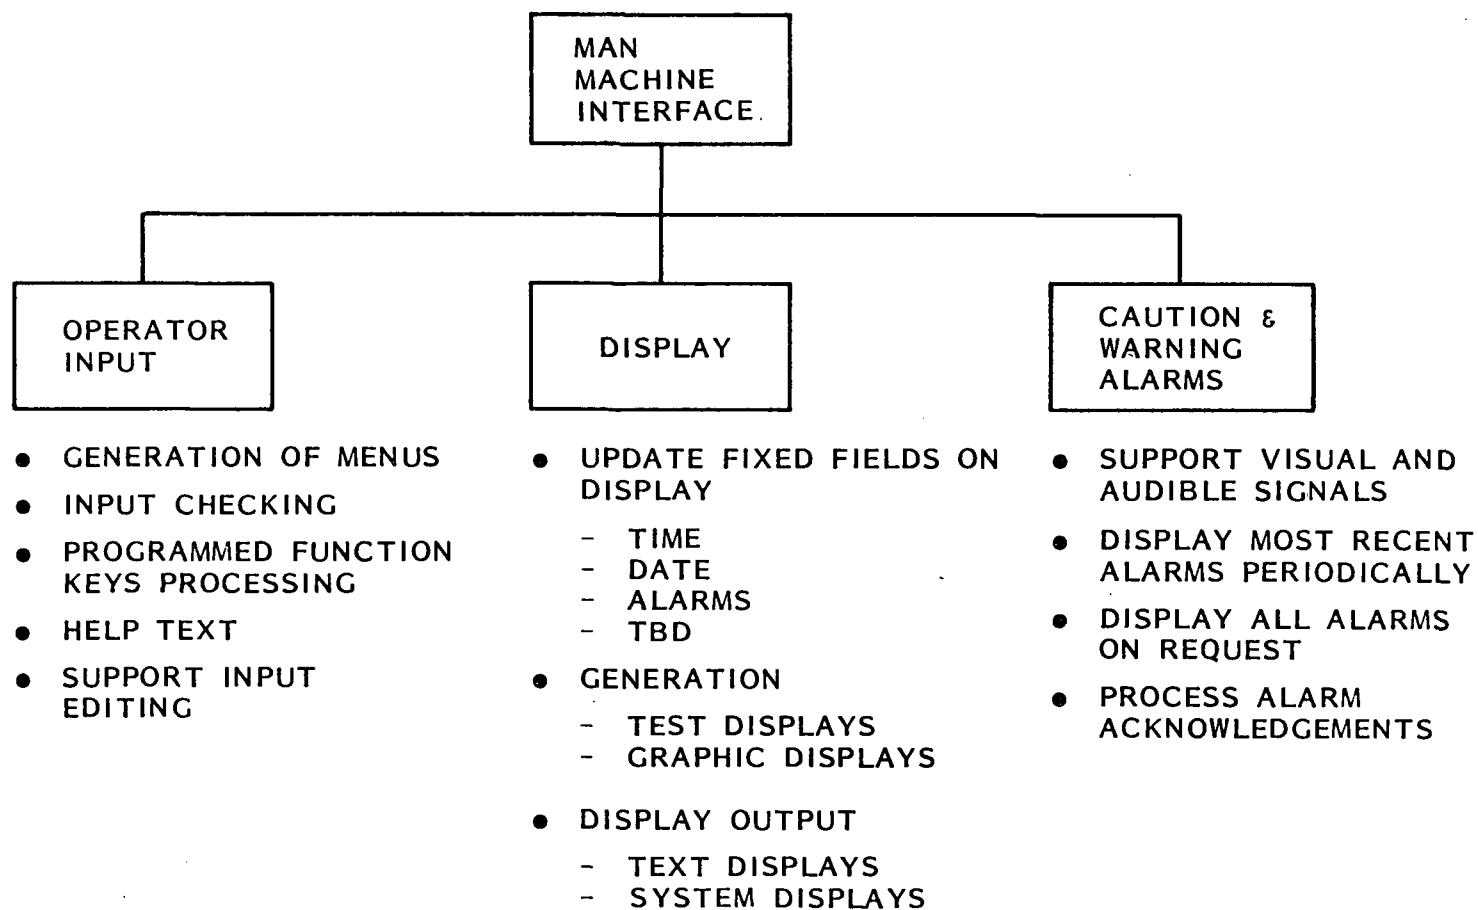 MAN
MACHINE
INTERFACE
OPERATOR
INPUT
● GENERATION OF MENUS
● INPUT CHECKING
● PROGRAMMED FUNCTION
KEYS PROCESSING
● HELP TEXT
● SUPPORT INPUT
EDITING
DISPLAY
● UPDATE FIXED FIELDS ON
DISPLAY
- TIME
- DATE
- ALARMS
- TBD
● GENERATION
- TEST DISPLAYS
- GRAPHIC DISPLAYS
● DISPLAY OUTPUT
- TEXT DISPLAYS
- SYSTEM DISPLAYS
CAUTION &
WARNING
ALARMS
● SUPPORT VISUAL AND
AUDIBLE SIGNALS
● DISPLAY MOST RECENT
ALARMS PERIODICALLY
● DISPLAY ALL ALARMS
ON REQUEST
● PROCESS ALARM
ACKNOWLEDGEMENTS